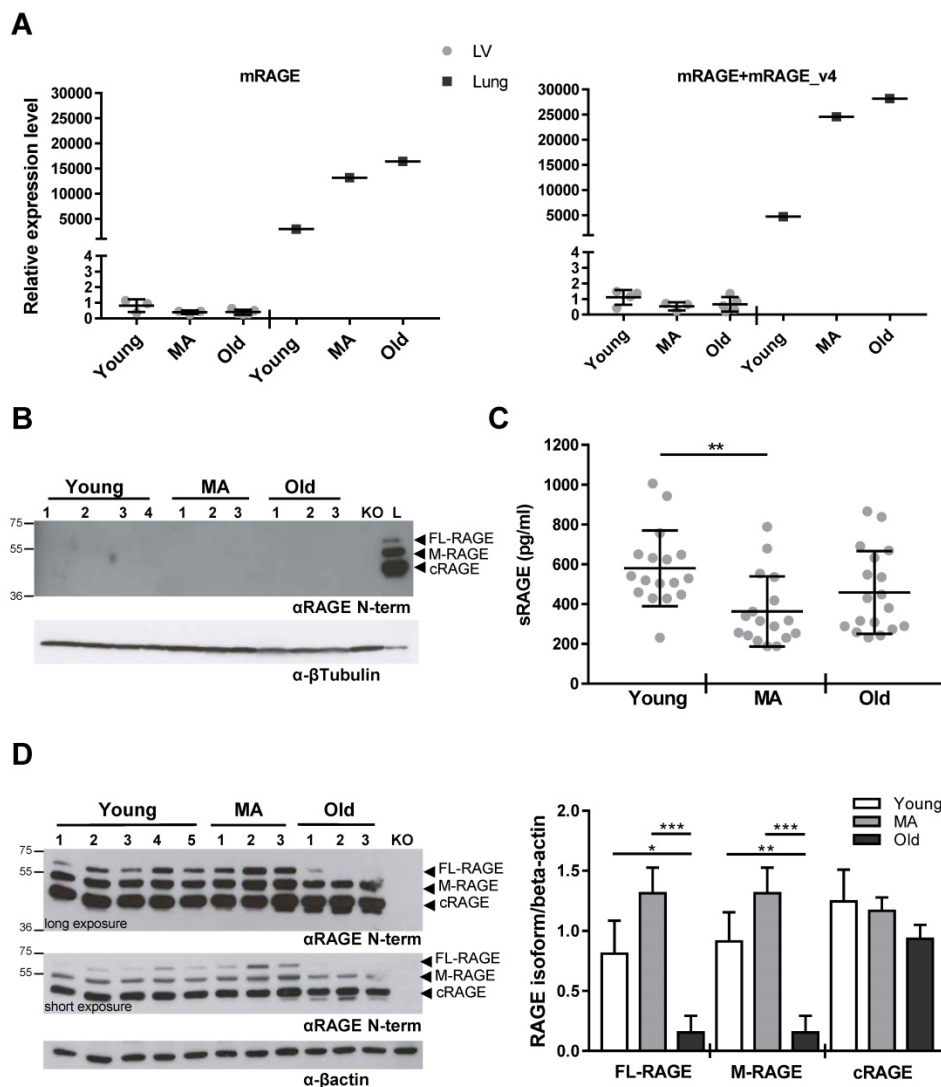 A
LV
Lung
mRAGE
Relative expression level
30000
25000
20000
15000
10000
5000
4
3
2
1
0
Young
MA
Old
Young
MA
Old
mRAGE+mRAGE_v4
30000
25000
20000
15000
10000
5000
4
3
2
1
0
Young
MA
Old
Young
MA
Old
B
Young MA Old
1 2 3 4 1 2 3 1 2 3 KO L
75
55
36
FL-RAGE
M-RAGE
cRAGE
αRAGE N-term
α-βTubulin
C
sRAGE (pg/ml)
1200
1000
800
600
400
200
0
**
Young MA Old
D
Young MA Old
1 2 3 4 5 1 2 3 1 2 3 KO
75
55
36
FL-RAGE
M-RAGE
cRAGE
long exposure
αRAGE N-term
75
55
FL-RAGE
M-RAGE
cRAGE
short exposure
αRAGE N-term
α-βactin
RAGE isoform/beta-actin
2.0
1.5
1.0
0.5
0.0
Young
MA
Old
***
*
***
**
FL-RAGE M-RAGE cRAGE